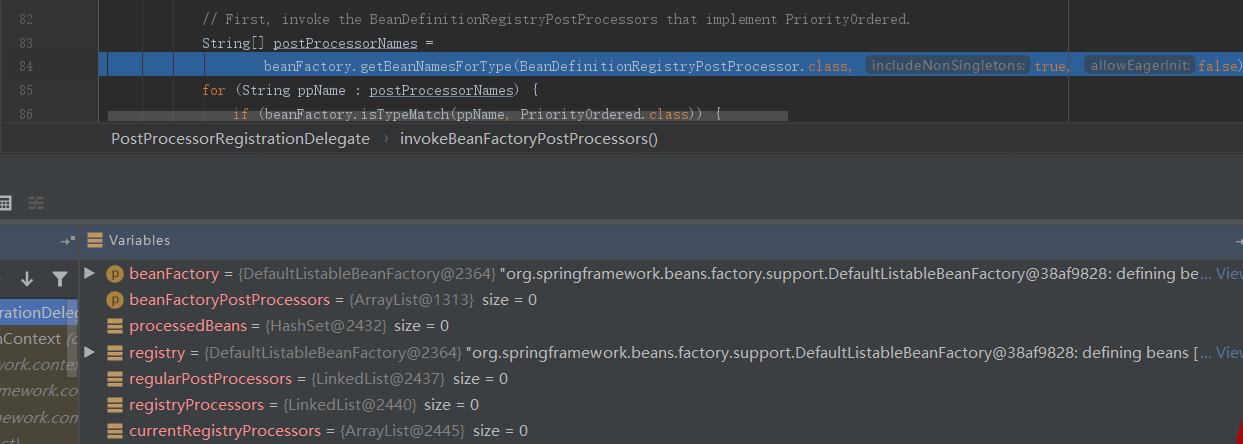 82 // First, invoke the BeanDefinitionRegistryPostProcessors that implement PriorityOrdered.
83 String[] postProcessorNames =
84 beanFactory.getBeanNamesForType(BeanDefinitionRegistryPostProcessor.class, includeNonSingletons: true, allowEagerInit: false)
85 for (String ppName : postProcessorNames) {
86 if (beanFactory.isTypeMatch(ppName, PriorityOrdered.class)) {
PostProcessorRegistrationDelegate › invokeBeanFactoryPostProcessors()
Variables
beanFactory = {DefaultListableBeanFactory@2364} "org.springframework.beans.factory.support.DefaultListableBeanFactory@38af9828: defining be... View
beanFactoryPostProcessors = {ArrayList@1313} size = 0
rationDeleg
processedBeans = {HashSet@2432} size = 0
nContext (
registry = {DefaultListableBeanFactory@2364} "org.springframework.beans.factory.support.DefaultListableBeanFactory@38af9828: defining beans [... View
work.contex
regularPostProcessors = {LinkedList@2437} size = 0
mework.co
registryProcessors = {LinkedList@2440} size = 0
ework.con
currentRegistryProcessors = {ArrayList@2445} size = 0